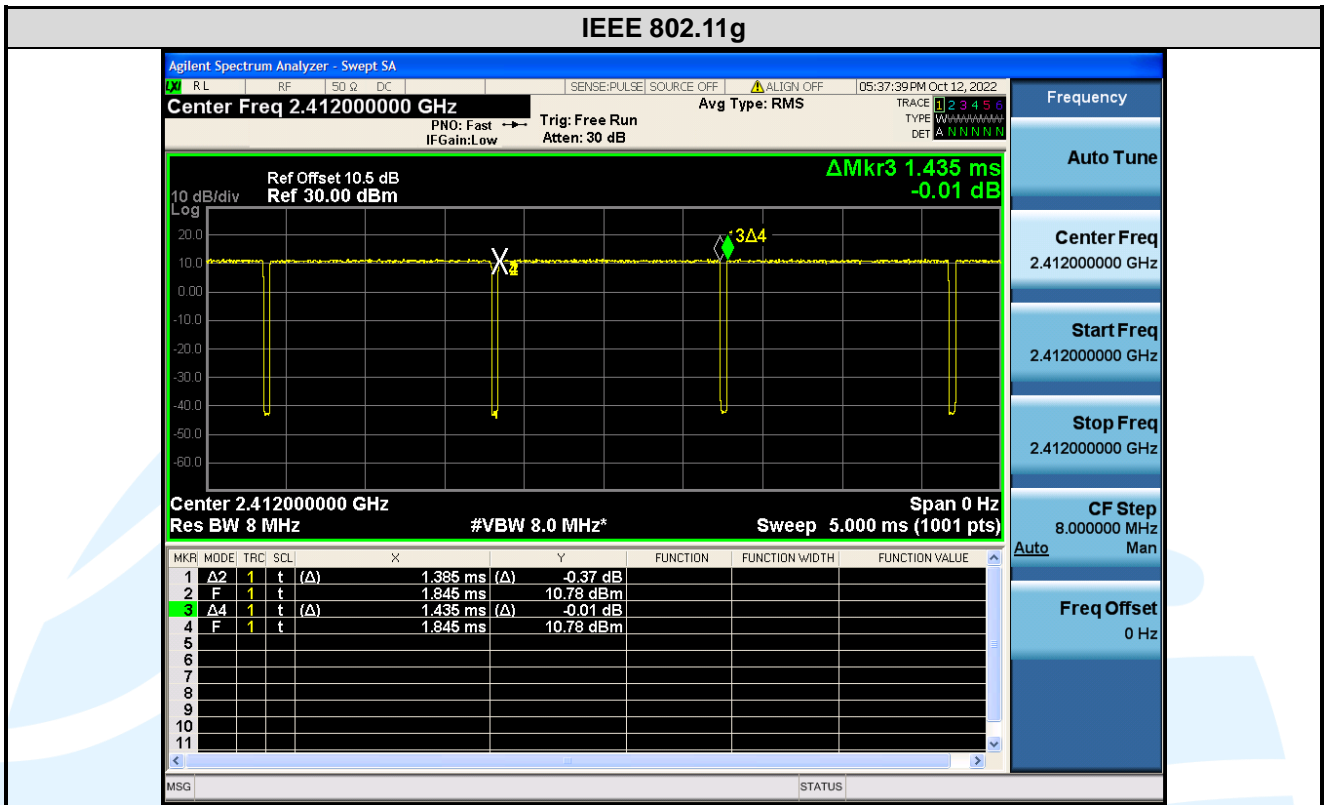 IEEE 802.11g
Agilent Spectrum Analyzer - Swept SA
LXI RL RF 50 Ω DC SENSE:PULSE SOURCE OFF ALIGN OFF 05:37:39 PM Oct 12, 2022
Center Freq 2.412000000 GHz Avg Type: RMS TRACE 1 2 3 4 5 6
PNO: Fast Trig: Free Run TYPE
IFGain:Low Atten: 30 dB DET A N N N N N
ΔMkr3 1.435 ms
-0.01 dB
Ref Offset 10.5 dB
10 dB/div Ref 30.00 dBm
Log
20.0
10.0
0.00
-10.0
-20.0
-30.0
-40.0
-50.0
-60.0
3Δ4
Center 2.412000000 GHz Span 0 Hz
Res BW 8 MHz #VBW 8.0 MHz* Sweep 5.000 ms (1001 pts)
MKR MODE TRC SCL X Y FUNCTION FUNCTION WIDTH FUNCTION VALUE
1 Δ2 1 t (Δ) 1.385 ms (Δ) -0.37 dB
2 F 1 t 1.845 ms 10.78 dBm
3 Δ4 1 t (Δ) 1.435 ms (Δ) -0.01 dB
4 F 1 t 1.845 ms 10.78 dBm
5
6
7
8
9
10
11
MSG STATUS
Frequency
Auto Tune
Center Freq
2.412000000 GHz
Start Freq
2.412000000 GHz
Stop Freq
2.412000000 GHz
CF Step
8.000000 MHz
Auto Man
Freq Offset
0 Hz